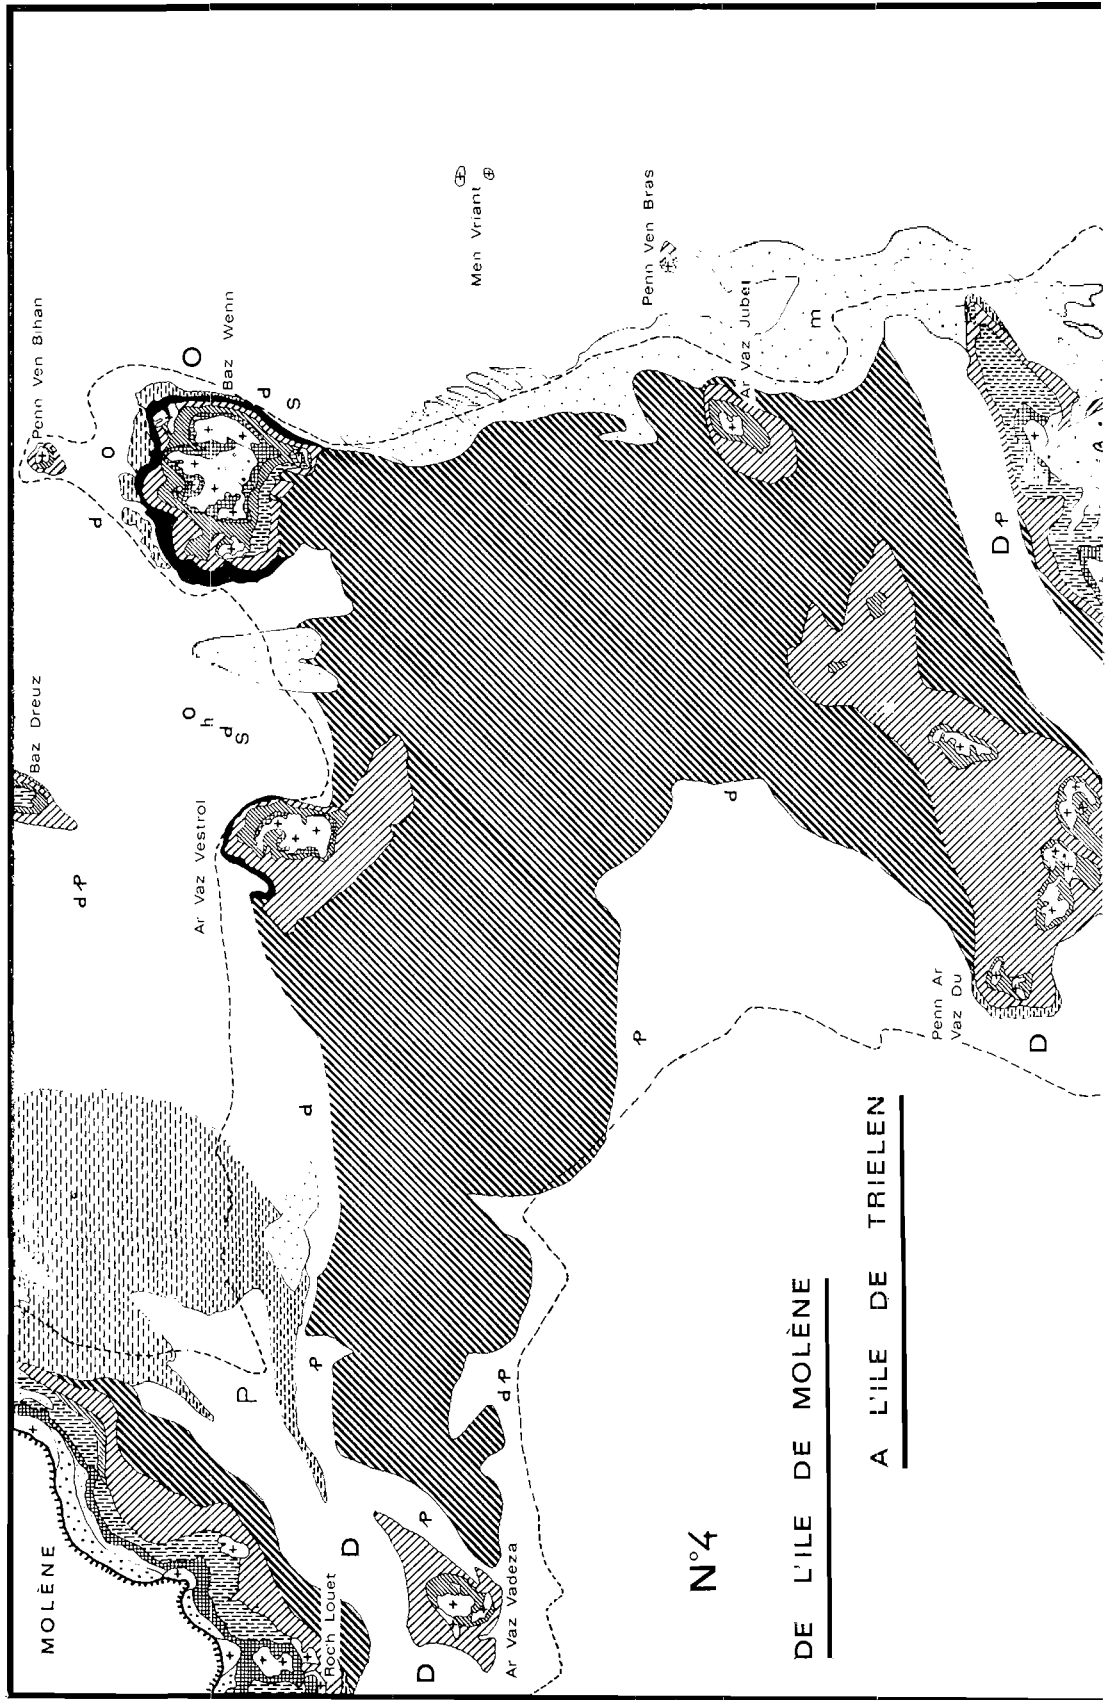 N°4
DE L'ILE DE MOLÈNE
A L'ILE DE TRIELEN
MOLÈNE
Roc'h Louet
Ar Vaz Vadeza
Ar Vaz Vestrol
Baz Dreuz
Penn Ven Bihan
Baz Wenn
Men Vriant
Penn Ven Bras
Ar Vaz Jubel
Penn Ar
Vaz Du
D
D
P
P
P
d P
d
P
d P
O
h
d
S
d
O
O
d
S
m
d
D P
D